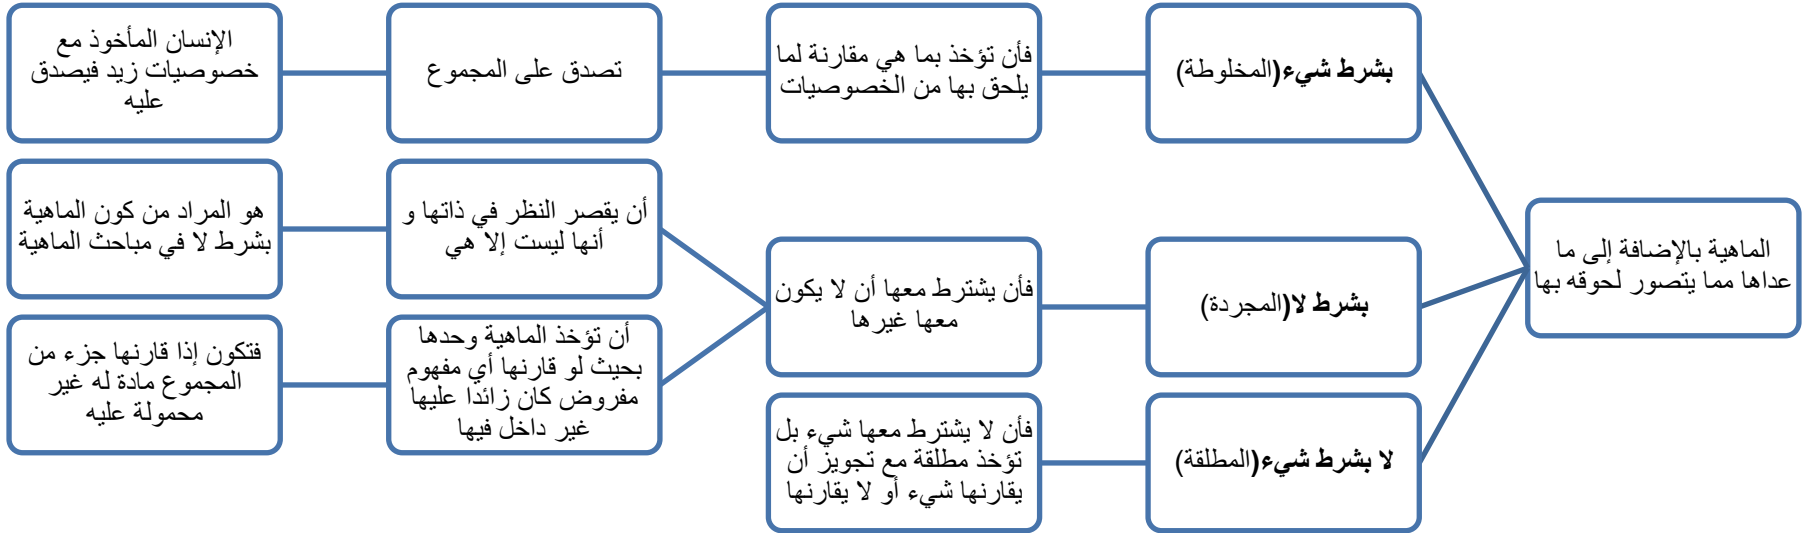 الماهية بالإضافة إلى ما
عداها مما يتصور لحوقه بها
بشرط شيء(المخلوطة)
فأن تؤخذ بما هي مقارنة لما
يلحق بها من الخصوصيات
تصدق على المجموع
الإنسان المأخوذ مع
خصوصيات زيد فيصدق
عليه
بشرط لا(المجردة)
فأن يشترط معها أن لا يكون
معها غيرها
أن يقصر النظر في ذاتها و
أنها ليست إلا هي
هو المراد من كون الماهية
بشرط لا في مباحث الماهية
أن تؤخذ الماهية وحدها
بحيث لو قارنها أي مفهوم
مفروض كان زائدا عليها
غير داخل فيها
فتكون إذا قارنها جزء من
المجموع مادة له غير
محمولة عليه
لا بشرط شيء(المطلقة)
فأن لا يشترط معها شيء بل
تؤخذ مطلقة مع تجويز أن
يقارنها شيء أو لا يقارنها